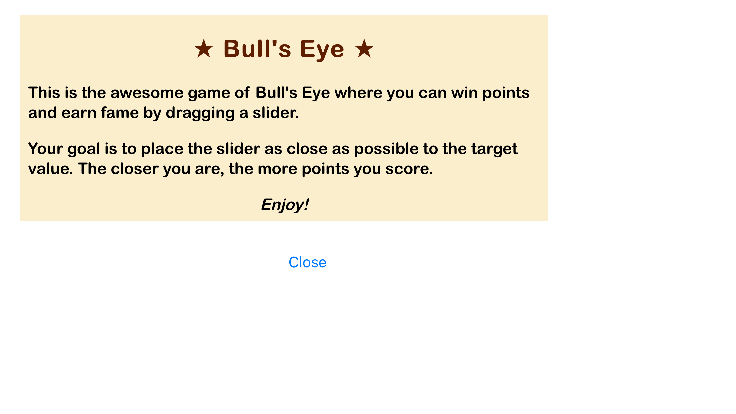 ★ Bull's Eye ★
This is the awesome game of Bull's Eye where you can win points
and earn fame by dragging a slider.
Your goal is to place the slider as close as possible to the target
value. The closer you are, the more points you score.
Enjoy!
Close